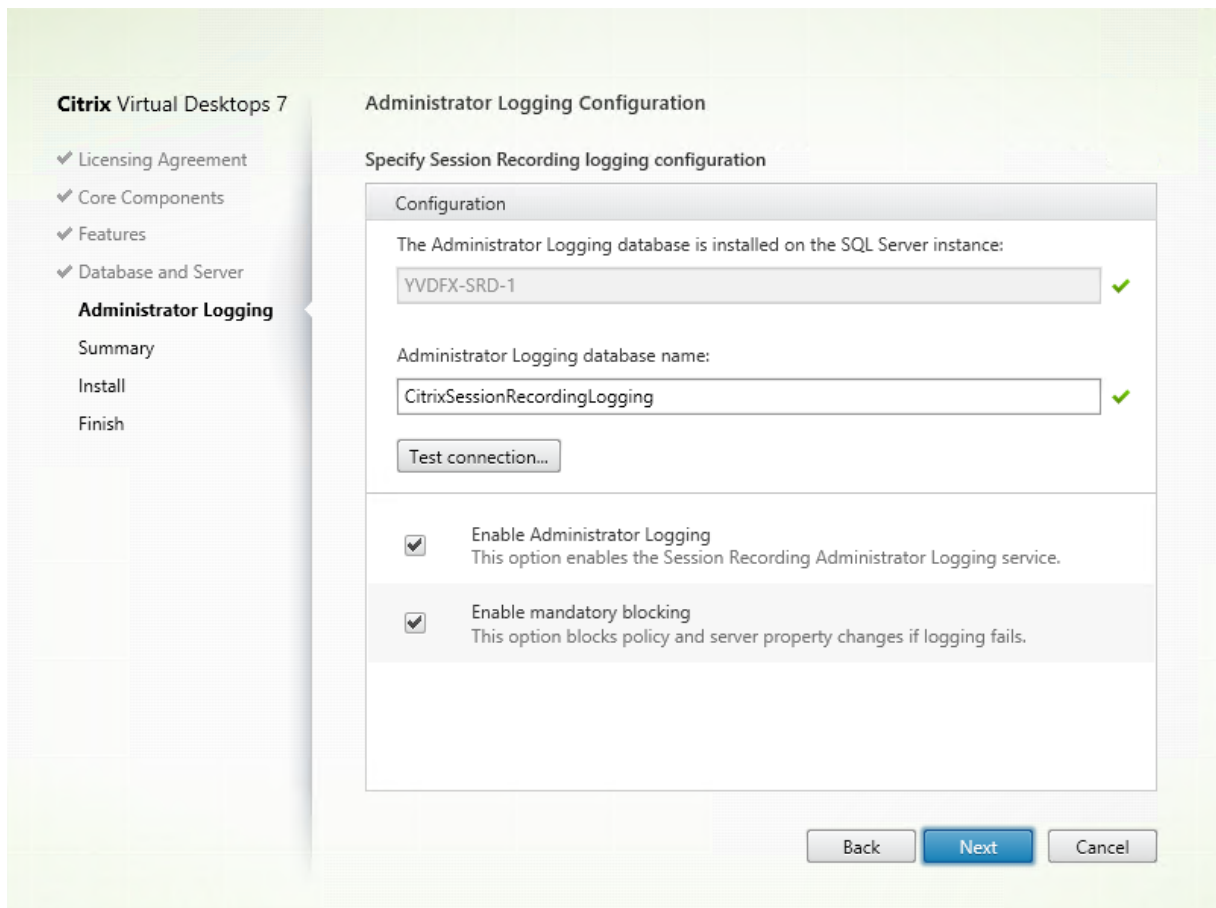 Citrix Virtual Desktops 7
Licensing Agreement
Core Components
Features
Database and Server
Administrator Logging
Summary
Install
Finish
Administrator Logging Configuration
Specify Session Recording logging configuration
Configuration
The Administrator Logging database is installed on the SQL Server instance:
YVDFX-SRD-1
Administrator Logging database name:
CitrixSessionRecordingLogging
Test connection...
Enable Administrator Logging
This option enables the Session Recording Administrator Logging service.
Enable mandatory blocking
This option blocks policy and server property changes if logging fails.
Back Next Cancel